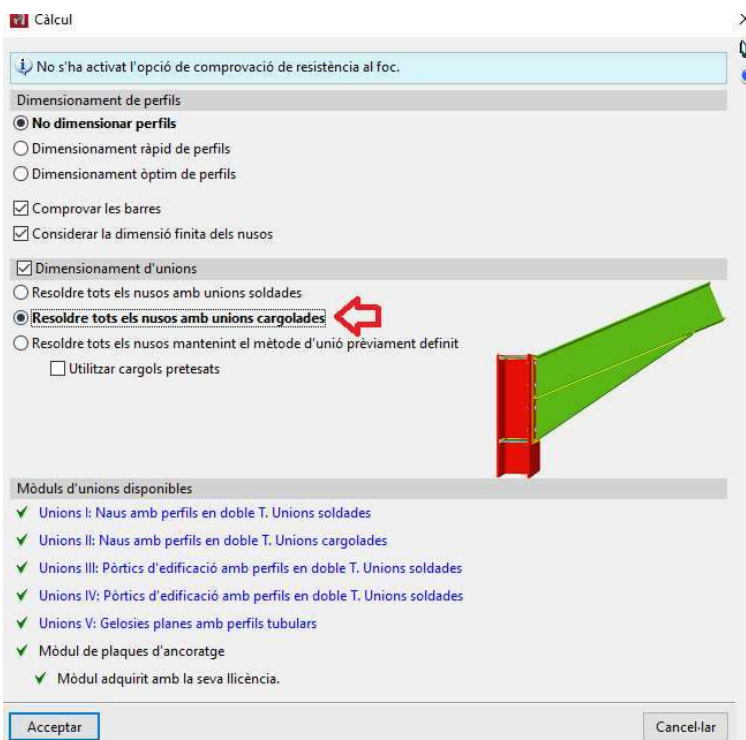 Càlcul
No s'ha activat l'opció de comprovació de resistència al foc.
Dimensionament de perfils
No dimensionar perfils
Dimensionament ràpid de perfils
Dimensionament òptim de perfils
Comprovar les barres
Considerar la dimensió finita dels nusos
Dimensionament d'unions
Resoldre tots els nusos amb unions soldades
Resoldre tots els nusos amb unions cargolades
Resoldre tots els nusos mantenint el mètode d'unió prèviament definit
Utilitzar cargols pretesats
Mòduls d'unions disponibles
Unions I: Naus amb perfils en doble T. Unions soldades
Unions II: Naus amb perfils en doble T. Unions cargolades
Unions III: Pòrtics d'edificació amb perfils en doble T. Unions soldades
Unions IV: Pòrtics d'edificació amb perfils en doble T. Unions soldades
Unions V: Gelosies planes amb perfils tubulars
Mòdul de plaques d'ancoratge
Mòdul adquirit amb la seva llicència.
Acceptar
Cancel·lar